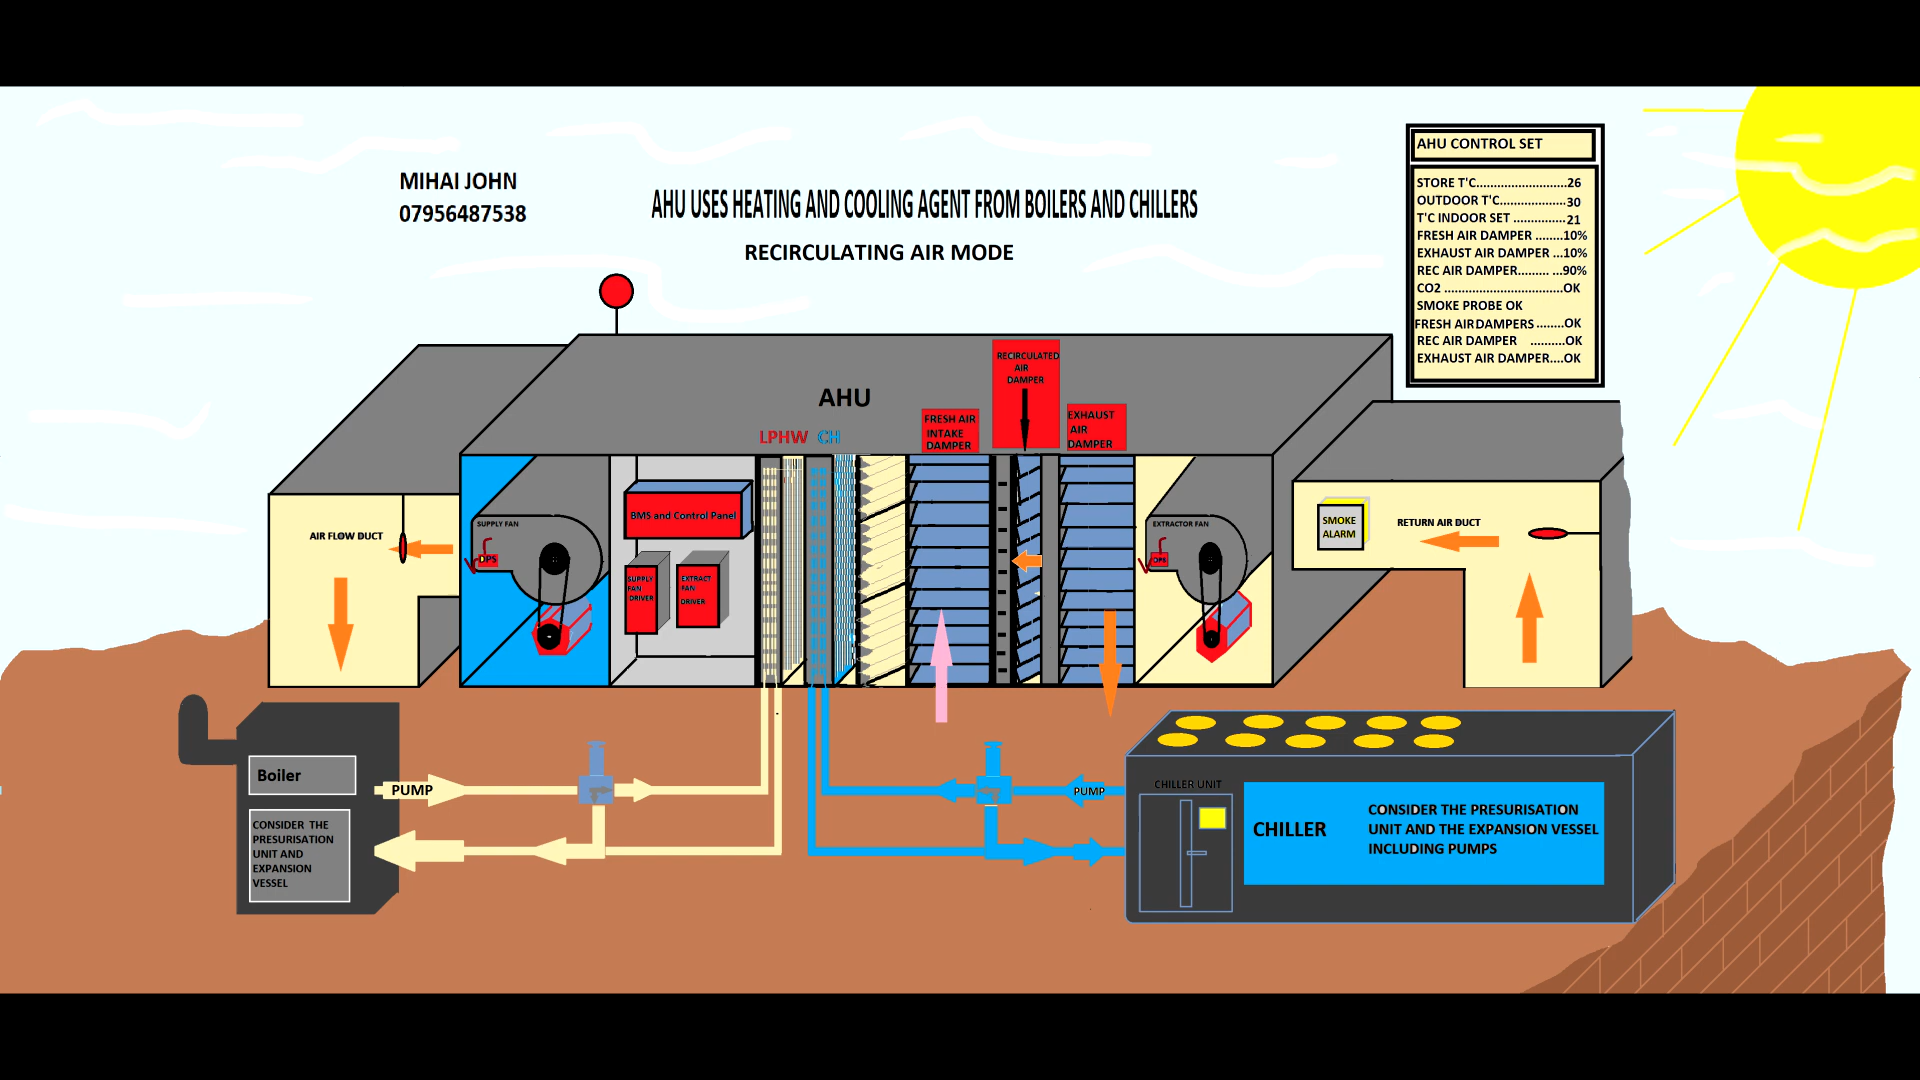 MIHAI JOHN
07956487538
AHU USES HEATING AND COOLING AGENT FROM BOILERS AND CHILLERS
RECIRCULATING AIR MODE
AHU CONTROL SET
STORE T'C..........................26
OUTDOOR T'C...................30
T'C INDOOR SET ...............21
FRESH AIR DAMPER ........10%
EXHAUST AIR DAMPER ...10%
REC AIR DAMPER......... ...90%
CO2 ..................................OK
SMOKE PROBE OK
FRESH AIR DAMPERS ........OK
REC AIR DAMPER ..........OK
EXHAUST AIR DAMPER....OK
AHU
RECIRCULATED
AIR
DAMPER
FRESH AIR
INTAKE
DAMPER
EXHAUST
AIR
DAMPER
LPHW CH
AIR FLOW DUCT
SUPPLY FAN
DPS
BMS and Control Panel
SUPPLY
FAN
DRIVER
EXTRACT
FAN
DRIVER
EXTRACTOR FAN
DPS
SMOKE
ALARM
RETURN AIR DUCT
Boiler
CONSIDER THE
PRESURISATION
UNIT AND
EXPANSION
VESSEL
PUMP
PUMP
CHILLER UNIT
CHILLER
CONSIDER THE PRESURISATION
UNIT AND THE EXPANSION VESSEL
INCLUDING PUMPS